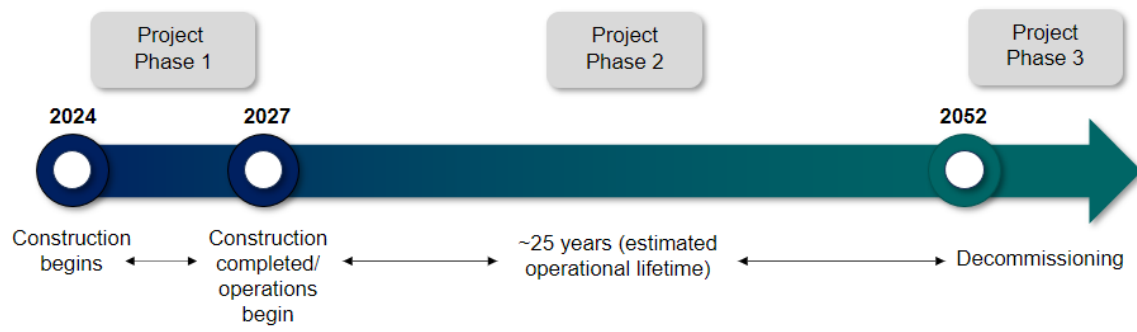 Project
Phase 1
Project
Phase 2
Project
Phase 3
2024
2027
2052
Construction
begins
Construction
completed/
operations
begin
~25 years (estimated
operational lifetime)
Decommissioning